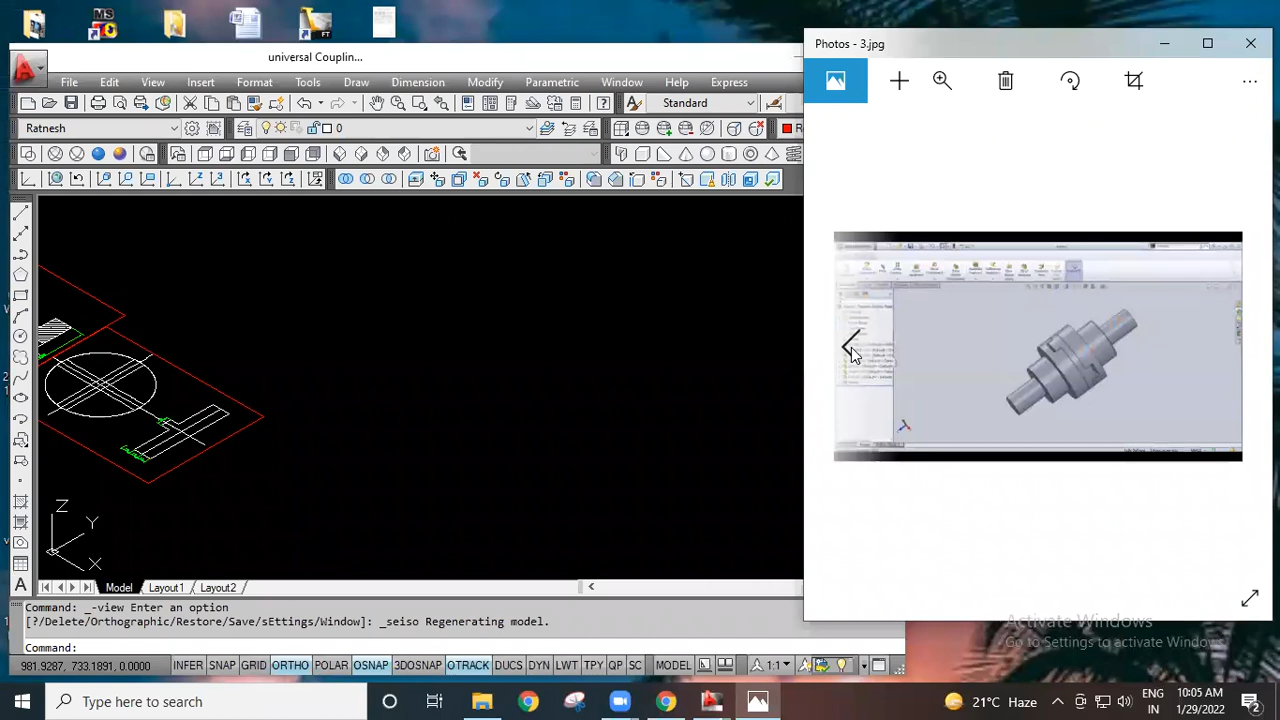 MS
FT
universal Couplin...
File Edit View Insert Format Tools Draw Dimension Modify Parametric Window Help Express
Standard
Ratnesh
0
Z
Y
X
Model Layout1 Layout2
Command: _-view Enter an option
[?/Delete/Orthographic/Restore/Save/sEttings/Window]: _seiso Regenerating model.
Command:
981.9287, 733.1891, 0.0000 INFER SNAP GRID ORTHO POLAR OSNAP 3DOSNAP OTRACK DUCS DYN LWT TPY QP SC MODEL 1:1
Photos - 3.jpg
Activate Windows
Go to Settings to activate Windows.
Type here to search
21°C Haze
ENG
IN
10:05 AM
1/29/2022
2